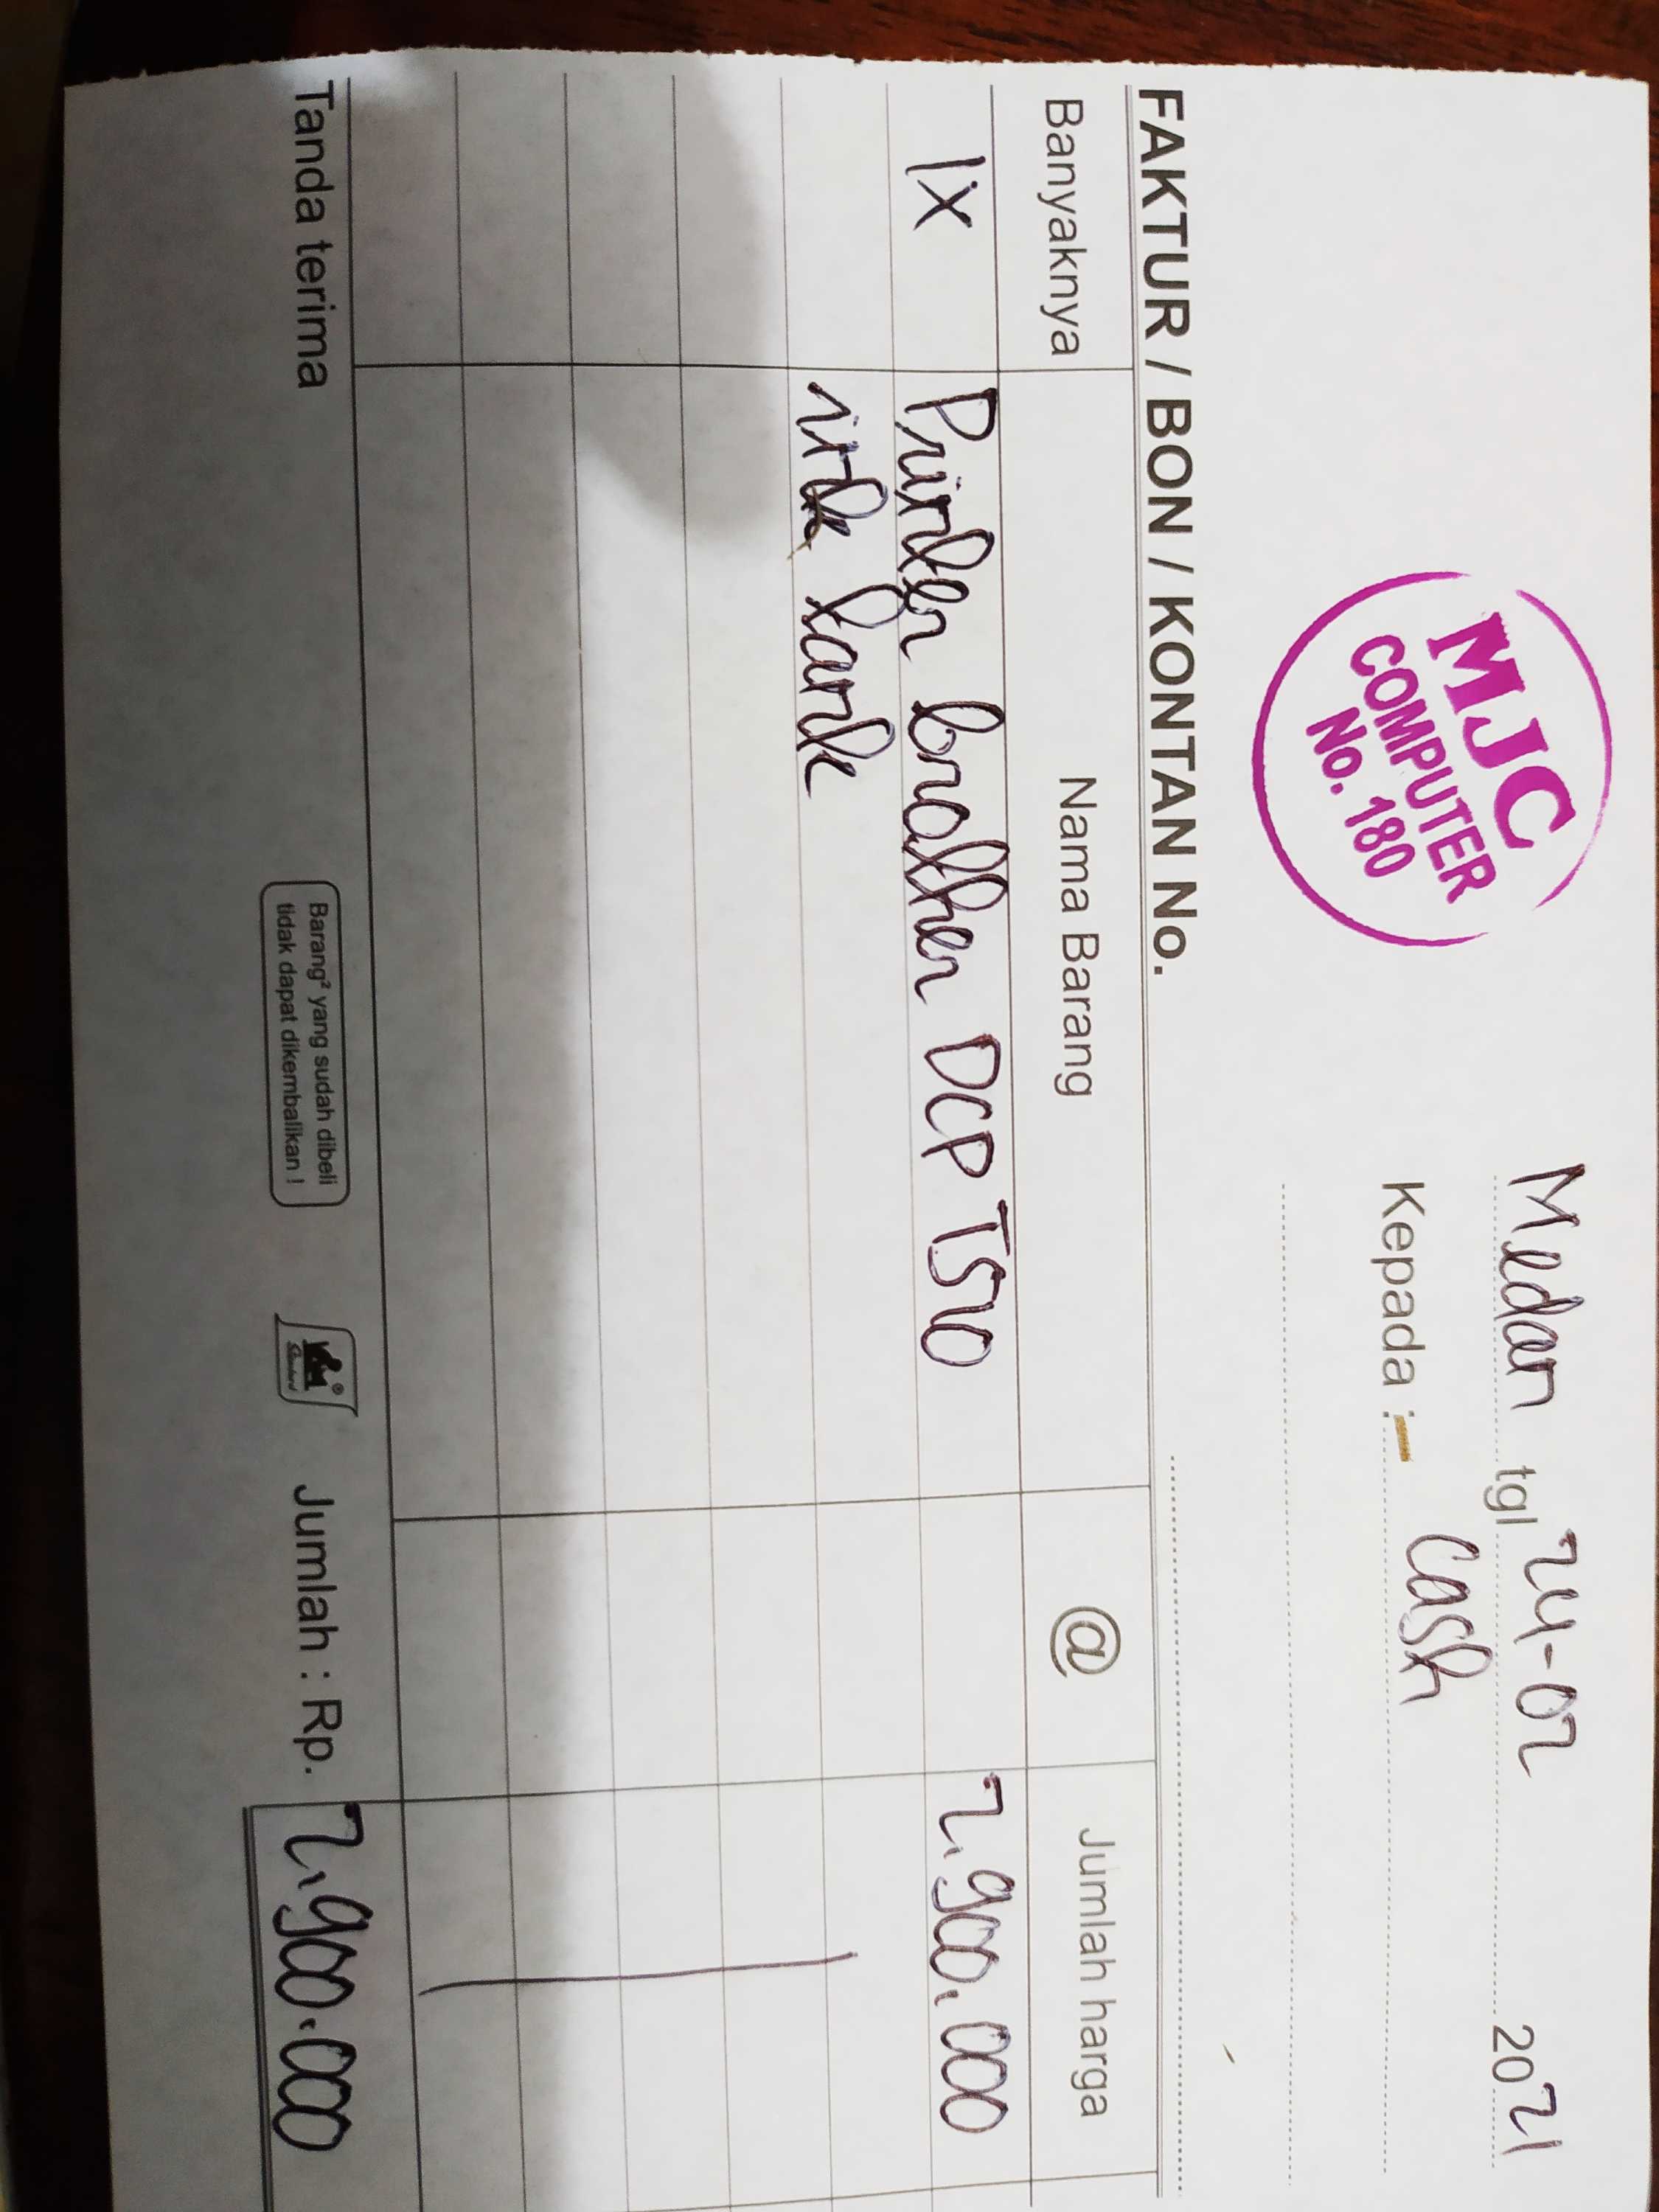 MJC
COMPUTER
No. 180
Medan tgl 24-02 2021
Kepada : Cash
FAKTUR / BON / KONTAN No.
Banyaknya Nama Barang @ Jumlah harga
1x Printer brother DCP T510 2.900.000
ink tank
Tanda terima
Barang² yang sudah dibeli
tidak dapat dikembalikan !
Standard ®
Jumlah : Rp. 2.900.000